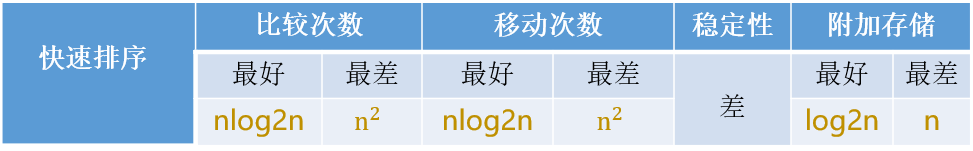 快速排序 比较次数 移动次数 稳定性 附加存储
最好 最差 最好 最差 差 最好 最差
nlog2n n² nlog2n n² log2n n